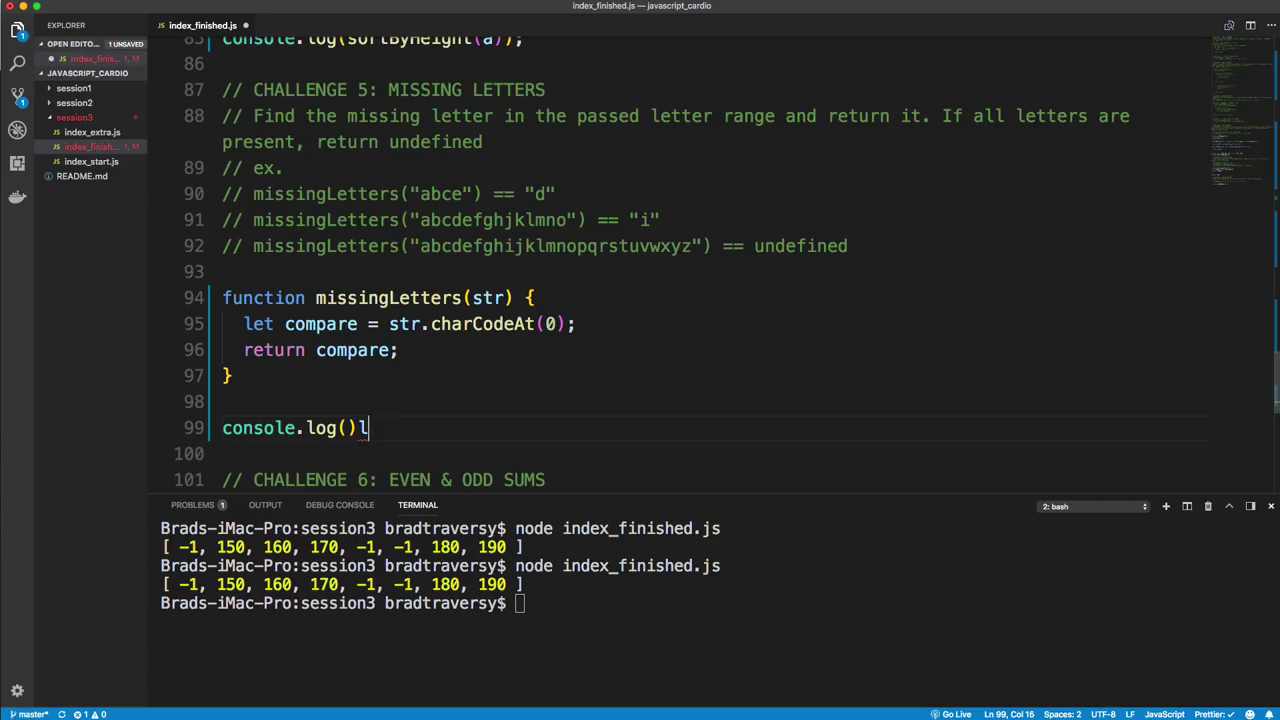 index_finished.js — javascript_cardio
EXPLORER
index_finished.js
OPEN EDITO... 1 UNSAVED
index_finis... 1, M
JAVASCRIPT_CARDIO
session1
session2
session3
index_extra.js
index_finish... 1, M
index_start.js
README.md
85 console.log(sortByHeight(a));
86
87 // CHALLENGE 5: MISSING LETTERS
88 // Find the missing letter in the passed letter range and return it. If all letters are
present, return undefined
89 // ex.
90 // missingLetters("abce") == "d"
91 // missingLetters("abcdefghjklmno") == "i"
92 // missingLetters("abcdefghijklmnopqrstuvwxyz") == undefined
93
94 function missingLetters(str) {
95 let compare = str.charCodeAt(0);
96 return compare;
97 }
98
99 console.log()l
100
101 // CHALLENGE 6: EVEN & ODD SUMS
PROBLEMS 1 OUTPUT DEBUG CONSOLE TERMINAL 2: bash
Brads-iMac-Pro:session3 bradtraversy$ node index_finished.js
[ -1, 150, 160, 170, -1, -1, 180, 190 ]
Brads-iMac-Pro:session3 bradtraversy$ node index_finished.js
[ -1, 150, 160, 170, -1, -1, 180, 190 ]
Brads-iMac-Pro:session3 bradtraversy$
master* 1 0 Go Live Ln 99, Col 15 Spaces: 2 UTF-8 LF JavaScript Prettier: ✓